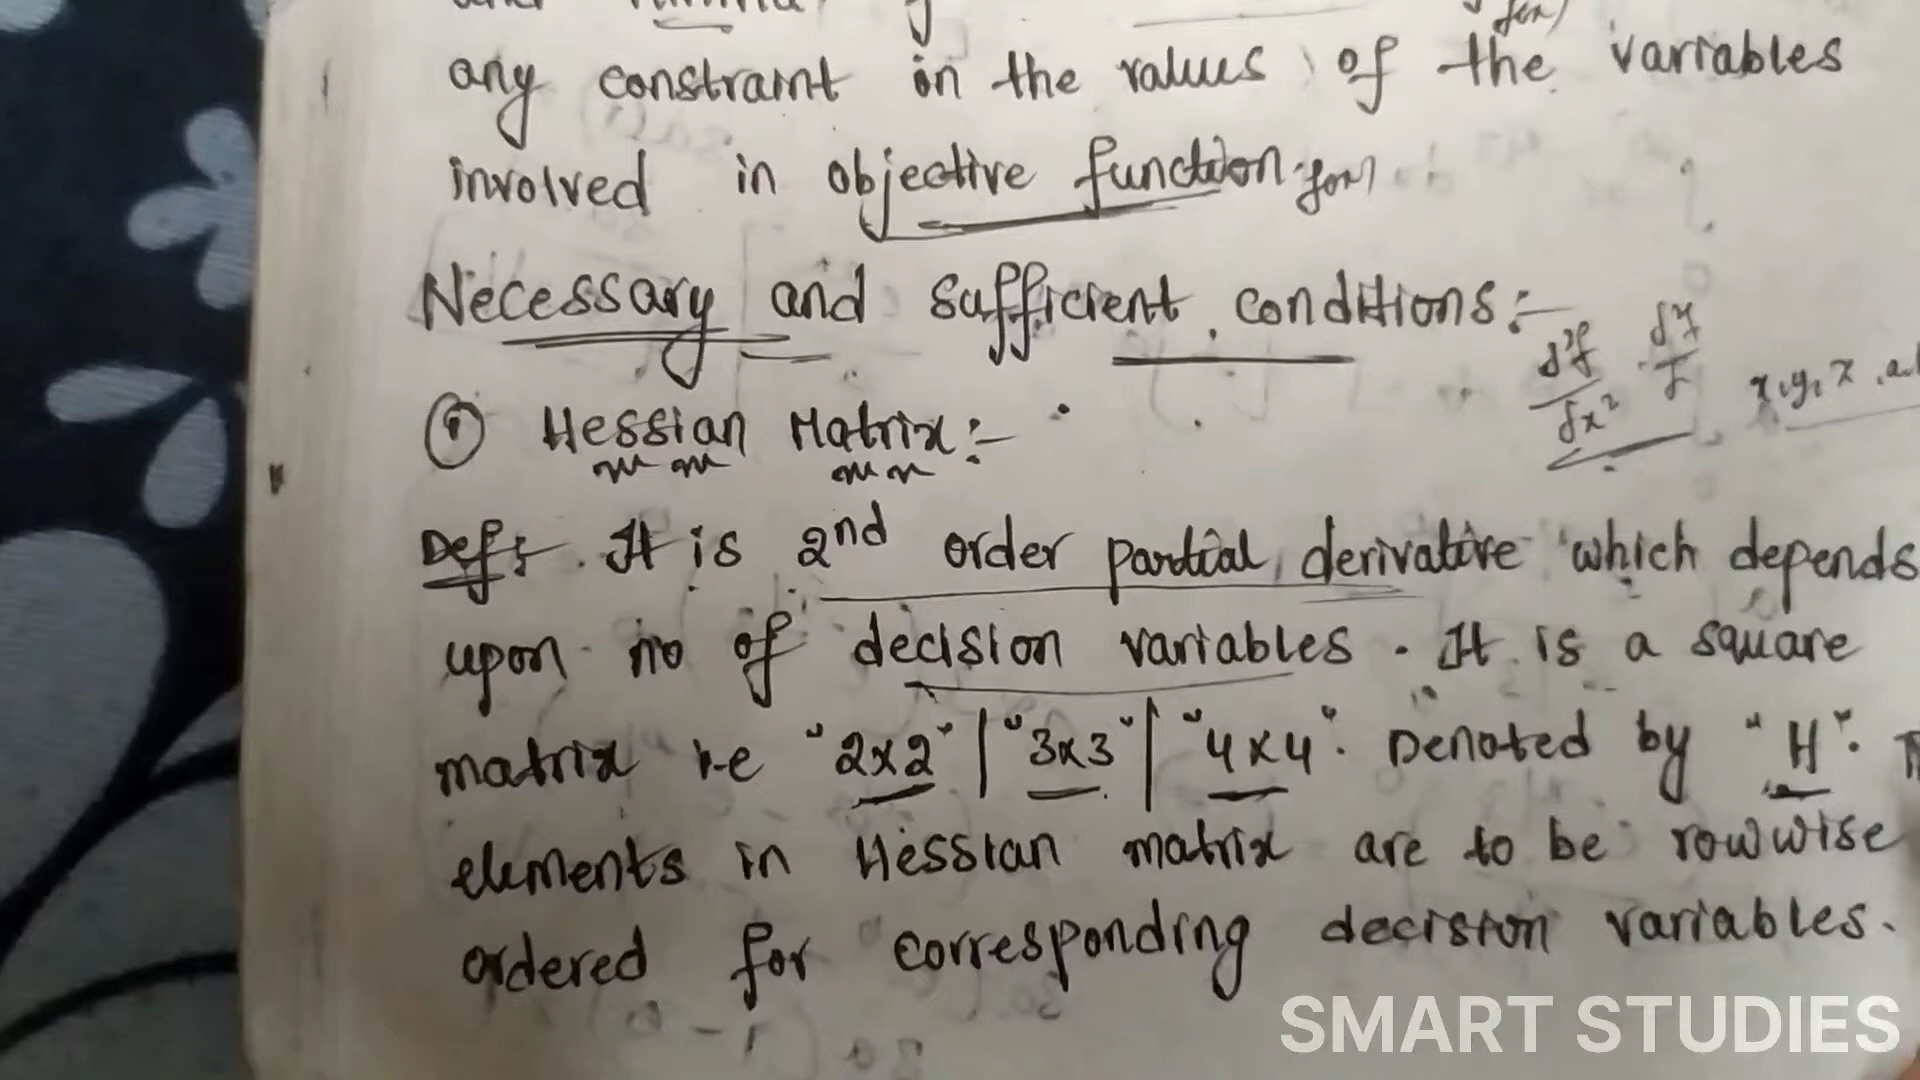 any constraint in the values of the variables
involved in objective function f(x)
Necessary and sufficient conditions:-
δ²f
δx²
x, y, z
① Hessian Matrix:-
Def:- It is 2nd order partial derivative which depends
upon no of decision variables. It is a square
matrix i.e "2x2" | "3x3" | "4x4". Denoted by "H".
elements in Hessian matrix are to be rowwise
ordered for corresponding decision variables.
SMART STUDIES